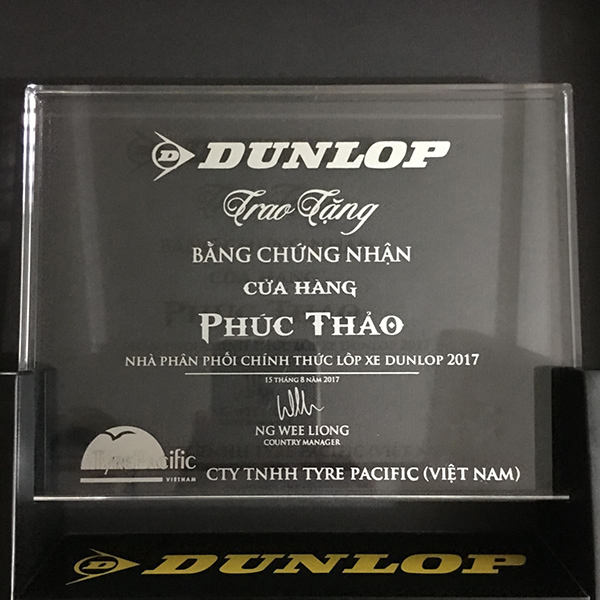 DUNLOP
Trao Tặng
BẰNG CHỨNG NHẬN
CỬA HÀNG
PHÚC THẢO
NHÀ PHÂN PHỐI CHÍNH THỨC LỐP XE DUNLOP 2017
15 THÁNG 8 NĂM 2017
NG WEE LIONG
COUNTRY MANAGER
Tyre Pacific
VIETNAM
CTY TNHH TYRE PACIFIC (VIỆT NAM)
DUNLOP